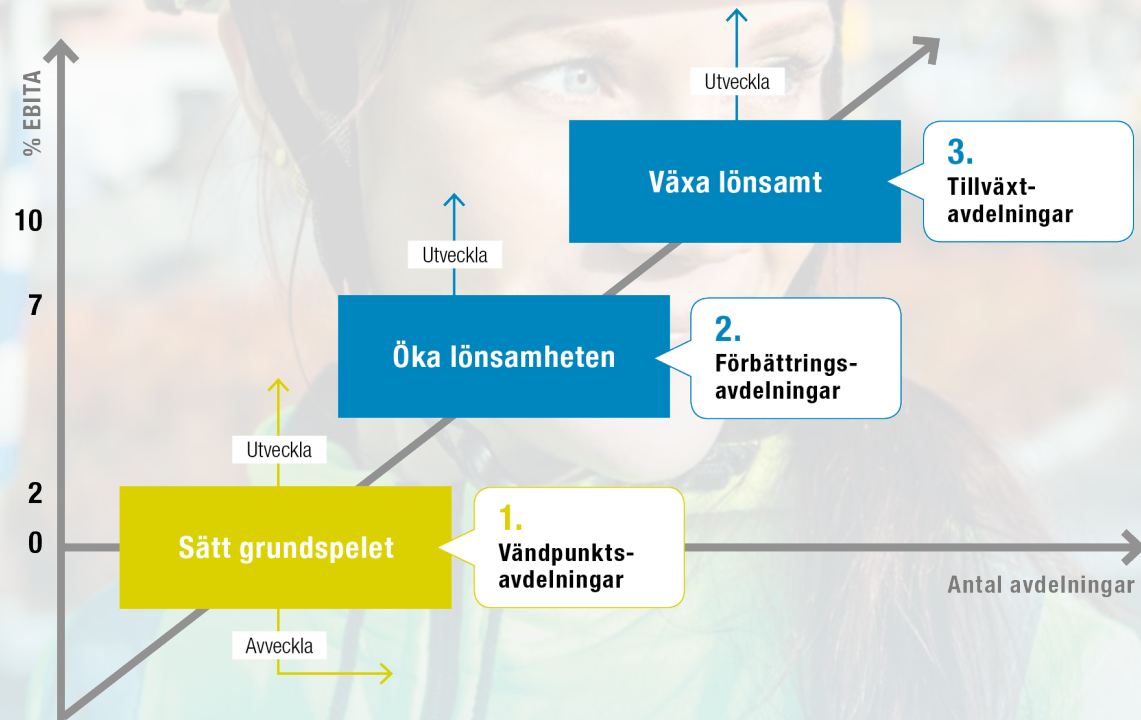 % EBITA
10
7
2
0
Utveckla
Växa lönsamt
3.
Tillväxt-
avdelningar
Utveckla
Öka lönsamheten
2.
Förbättrings-
avdelningar
Utveckla
Sätt grundspelet
1.
Vändpunkts-
avdelningar
Avveckla
Antal avdelningar